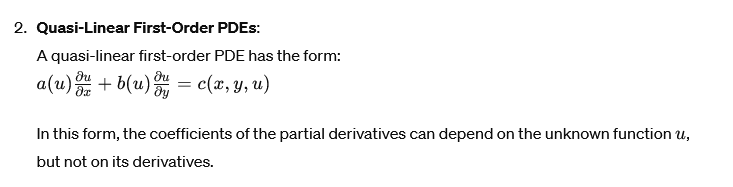 2. Quasi-Linear First-Order PDEs:
A quasi-linear first-order PDE has the form:
a(u) ∂u/∂x + b(u) ∂u/∂y = c(x, y, u)
In this form, the coefficients of the partial derivatives can depend on the unknown function u,
but not on its derivatives.